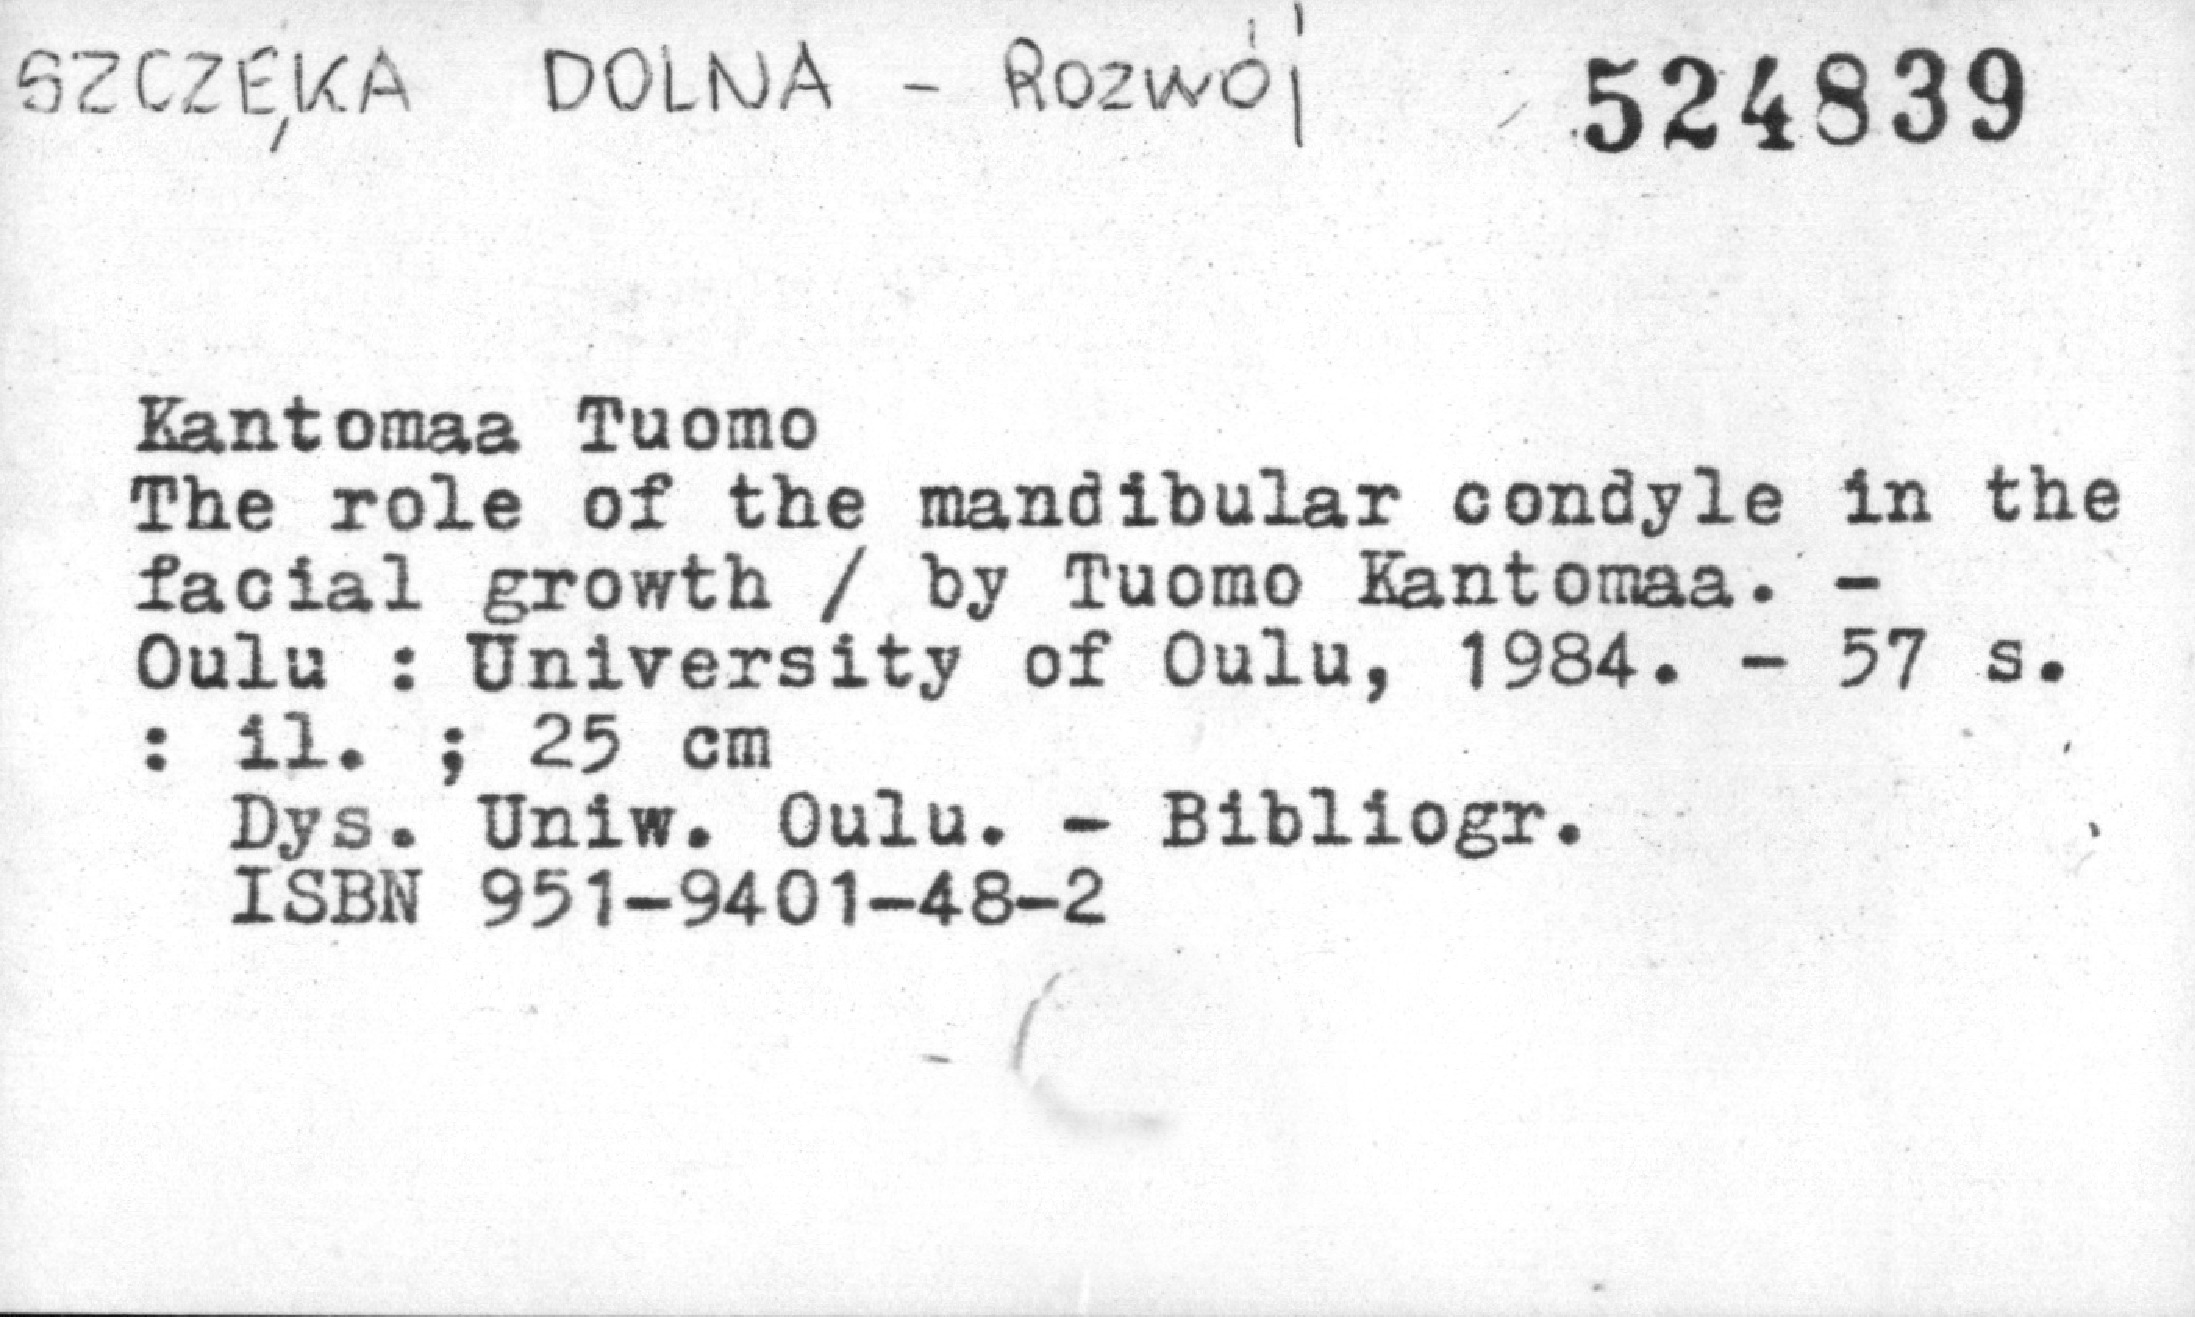 SZCZĘKA DOLNA - ROZWÓJ 524839
Kantomaa Tuomo
The role of the mandibular condyle in the
facial growth / by Tuomo Kantomaa. -
Oulu : University of Oulu, 1984. - 57 s.
: il. ; 25 cm
Dys. Uniw. Oulu. - Bibliogr.
ISBN 951-9401-48-2